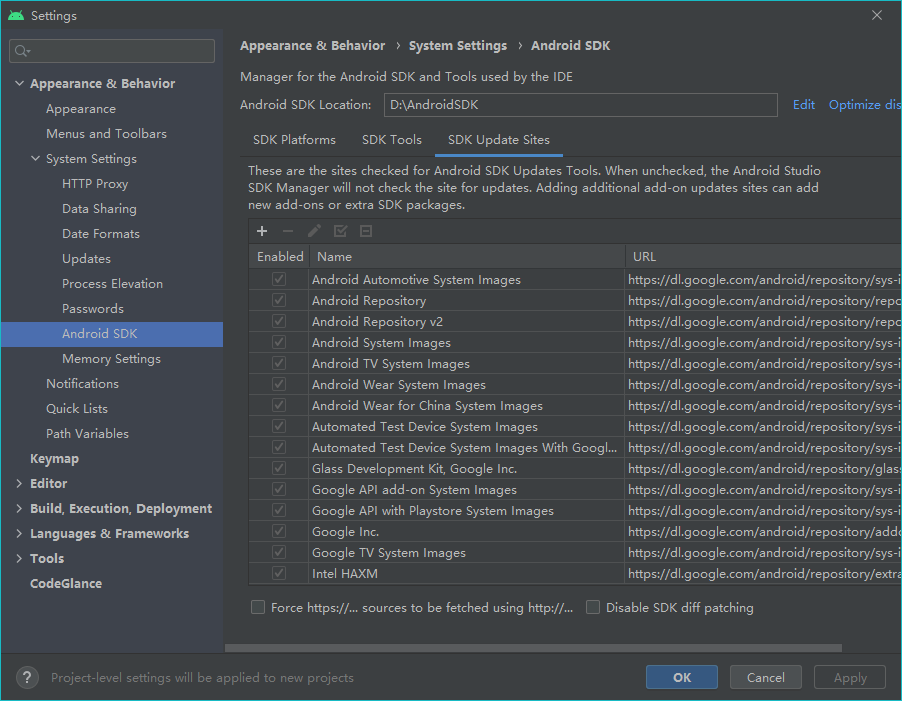 Settings
Appearance & Behavior
Appearance
Menus and Toolbars
System Settings
HTTP Proxy
Data Sharing
Date Formats
Updates
Process Elevation
Passwords
Android SDK
Memory Settings
Notifications
Quick Lists
Path Variables
Keymap
Editor
Build, Execution, Deployment
Languages & Frameworks
Tools
CodeGlance
Appearance & Behavior › System Settings › Android SDK
Manager for the Android SDK and Tools used by the IDE
Android SDK Location: D:\AndroidSDK Edit Optimize dis
SDK Platforms SDK Tools SDK Update Sites
These are the sites checked for Android SDK Updates Tools. When unchecked, the Android Studio
SDK Manager will not check the site for updates. Adding additional add-on updates sites can add
new add-ons or extra SDK packages.
Enabled Name URL
Android Automotive System Images https://dl.google.com/android/repository/sys-i
Android Repository https://dl.google.com/android/repository/repo
Android Repository v2 https://dl.google.com/android/repository/repo
Android System Images https://dl.google.com/android/repository/sys-i
Android TV System Images https://dl.google.com/android/repository/sys-i
Android Wear System Images https://dl.google.com/android/repository/sys-i
Android Wear for China System Images https://dl.google.com/android/repository/sys-i
Automated Test Device System Images https://dl.google.com/android/repository/sys-i
Automated Test Device System Images With Googl... https://dl.google.com/android/repository/sys-i
Glass Development Kit, Google Inc. https://dl.google.com/android/repository/glass
Google API add-on System Images https://dl.google.com/android/repository/sys-i
Google API with Playstore System Images https://dl.google.com/android/repository/sys-i
Google Inc. https://dl.google.com/android/repository/addo
Google TV System Images https://dl.google.com/android/repository/sys-i
Intel HAXM https://dl.google.com/android/repository/extra
Force https://... sources to be fetched using http://... Disable SDK diff patching
? Project-level settings will be applied to new projects
OK Cancel Apply